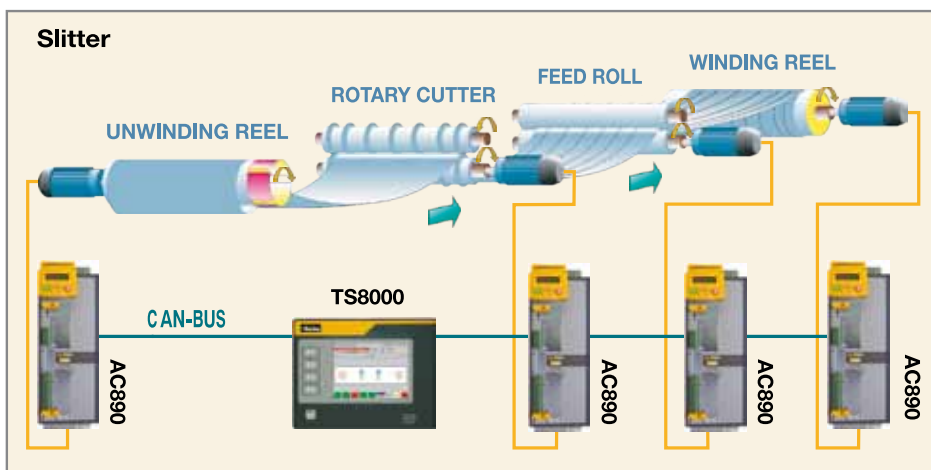 Slitter
UNWINDING REEL
ROTARY CUTTER
FEED ROLL
WINDING REEL
CAN-BUS
TS8000
AC890
AC890
AC890
AC890